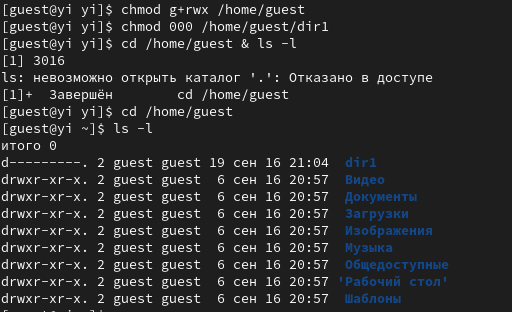 [guest@yi yi]$ chmod g+rwx /home/guest
[guest@yi yi]$ chmod 000 /home/guest/dir1
[guest@yi yi]$ cd /home/guest & ls -l
[1] 3016
ls: невозможно открыть каталог '.': Отказано в доступе
[1]+  Завершён        cd /home/guest
[guest@yi yi]$ cd /home/guest
[guest@yi ~]$ ls -l
итого 0
d---------. 2 guest guest 19 сен 16 21:04  dir1
drwxr-xr-x. 2 guest guest  6 сен 16 20:57  Видео
drwxr-xr-x. 2 guest guest  6 сен 16 20:57  Документы
drwxr-xr-x. 2 guest guest  6 сен 16 20:57  Загрузки
drwxr-xr-x. 2 guest guest  6 сен 16 20:57  Изображения
drwxr-xr-x. 2 guest guest  6 сен 16 20:57  Музыка
drwxr-xr-x. 2 guest guest  6 сен 16 20:57  Общедоступные
drwxr-xr-x. 2 guest guest  6 сен 16 20:57 'Рабочий стол'
drwxr-xr-x. 2 guest guest  6 сен 16 20:57  Шаблоны